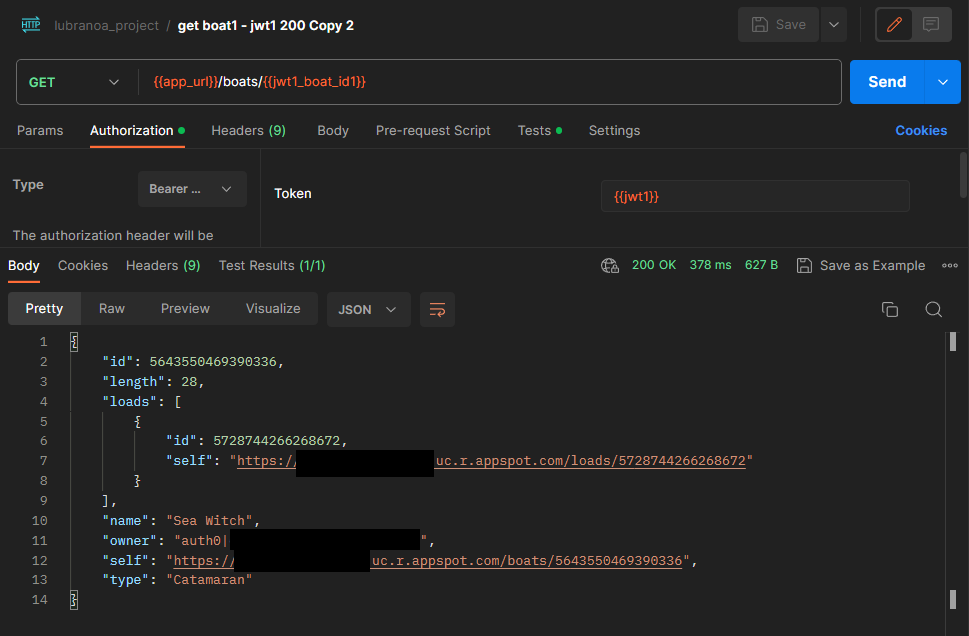 HTTP lubranoa_project / get boat1 - jwt1 200 Copy 2 Save
GET {{app_url}}/boats/{{jwt1_boat_id1}} Send
Params Authorization Headers (9) Body Pre-request Script Tests Settings Cookies
Type Bearer ... Token {{jwt1}}
The authorization header will be
Body Cookies Headers (9) Test Results (1/1) 200 OK 378 ms 627 B Save as Example
Pretty Raw Preview Visualize JSON
1 {
2 "id": 5643550469390336,
3 "length": 28,
4 "loads": [
5 {
6 "id": 5728744266268672,
7 "self": "https:// uc.r.appspot.com/loads/5728744266268672"
8 }
9 ],
10 "name": "Sea Witch",
11 "owner": "auth0| ",
12 "self": "https:// uc.r.appspot.com/boats/5643550469390336",
13 "type": "Catamaran"
14 }